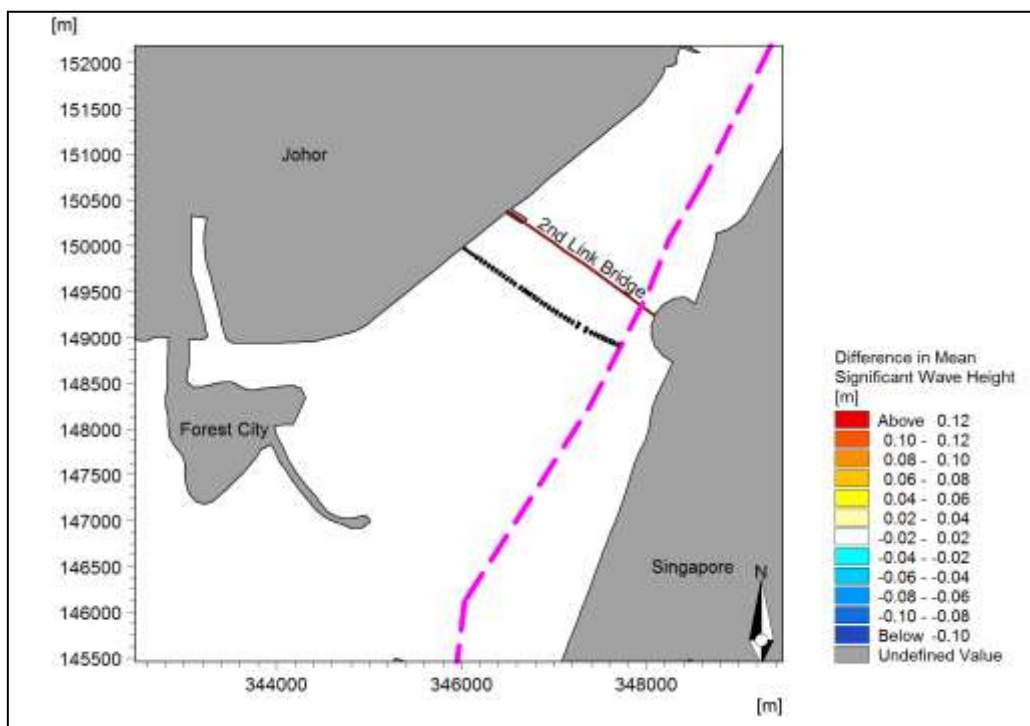 [m]
152000
151500
151000
150500
150000
149500
149000
148500
148000
147500
147000
146500
146000
145500
Johor
2nd Link Bridge
Forest City
Singapore
N
344000 346000 348000
[m]
Difference in Mean
Significant Wave Height
[m]
Above 0.12
0.10 - 0.12
0.08 - 0.10
0.06 - 0.08
0.04 - 0.06
0.02 - 0.04
-0.02 - 0.02
-0.04 - -0.02
-0.06 - -0.04
-0.08 - -0.06
-0.10 - -0.08
Below -0.10
Undefined Value